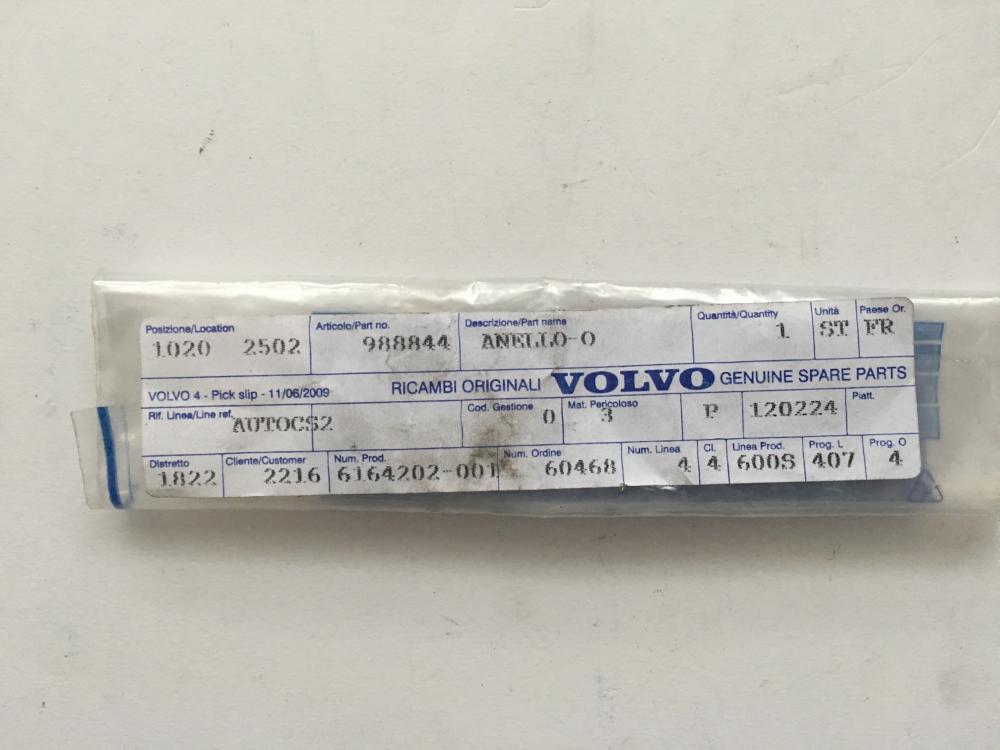 Posizione/Location Articolo/Part no. Descrizione/Part name Quantità/Quantity Unità Paese Or.
1020 2502 988844 ANELLO-O 1 ST FR
VOLVO 4 - Pick slip - 11/06/2009 RICAMBI ORIGINALI VOLVO GENUINE SPARE PARTS
Rif. Linea/Line ref. Cod. Gestione Mat. Pericoloso Piatt.
AUTOCS2 0 3 P 120224
Distretto Cliente/Customer Num. Prod. Num. Ordine Num. Linea Cl. Linea Prod. Prog. L Prog. O
1822 2216 6164202-001 60468 4 4 600S 407 4